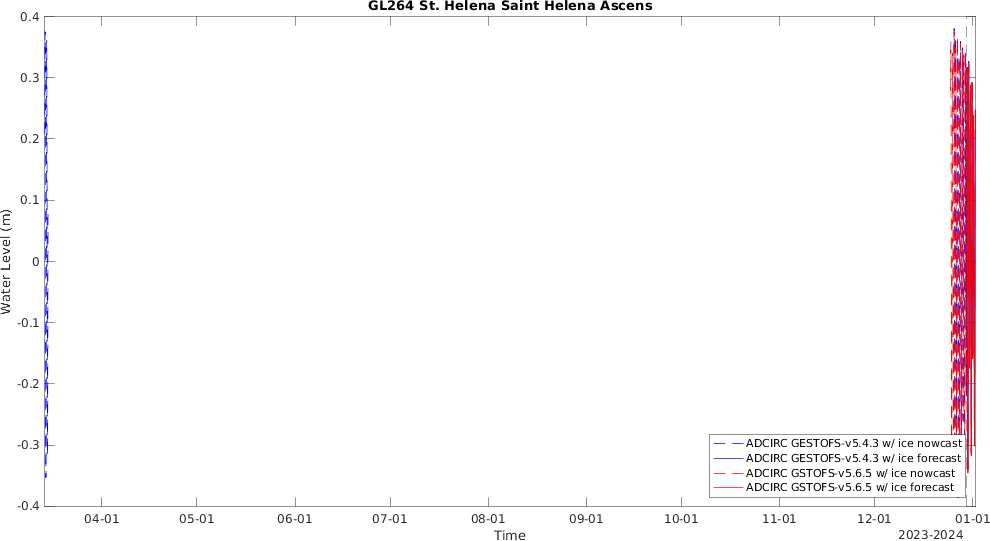 GL264 St. Helena Saint Helena Ascens
Water Level (m)
0.4
0.3
0.2
0.1
0
-0.1
-0.2
-0.3
-0.4
04-01 05-01 06-01 07-01 08-01 09-01 10-01 11-01 12-01 01-01
2023-2024
Time
ADCIRC GESTOFS-v5.4.3 w/ ice nowcast
ADCIRC GESTOFS-v5.4.3 w/ ice forecast
ADCIRC GSTOFS-v5.6.5 w/ ice nowcast
ADCIRC GSTOFS-v5.6.5 w/ ice forecast